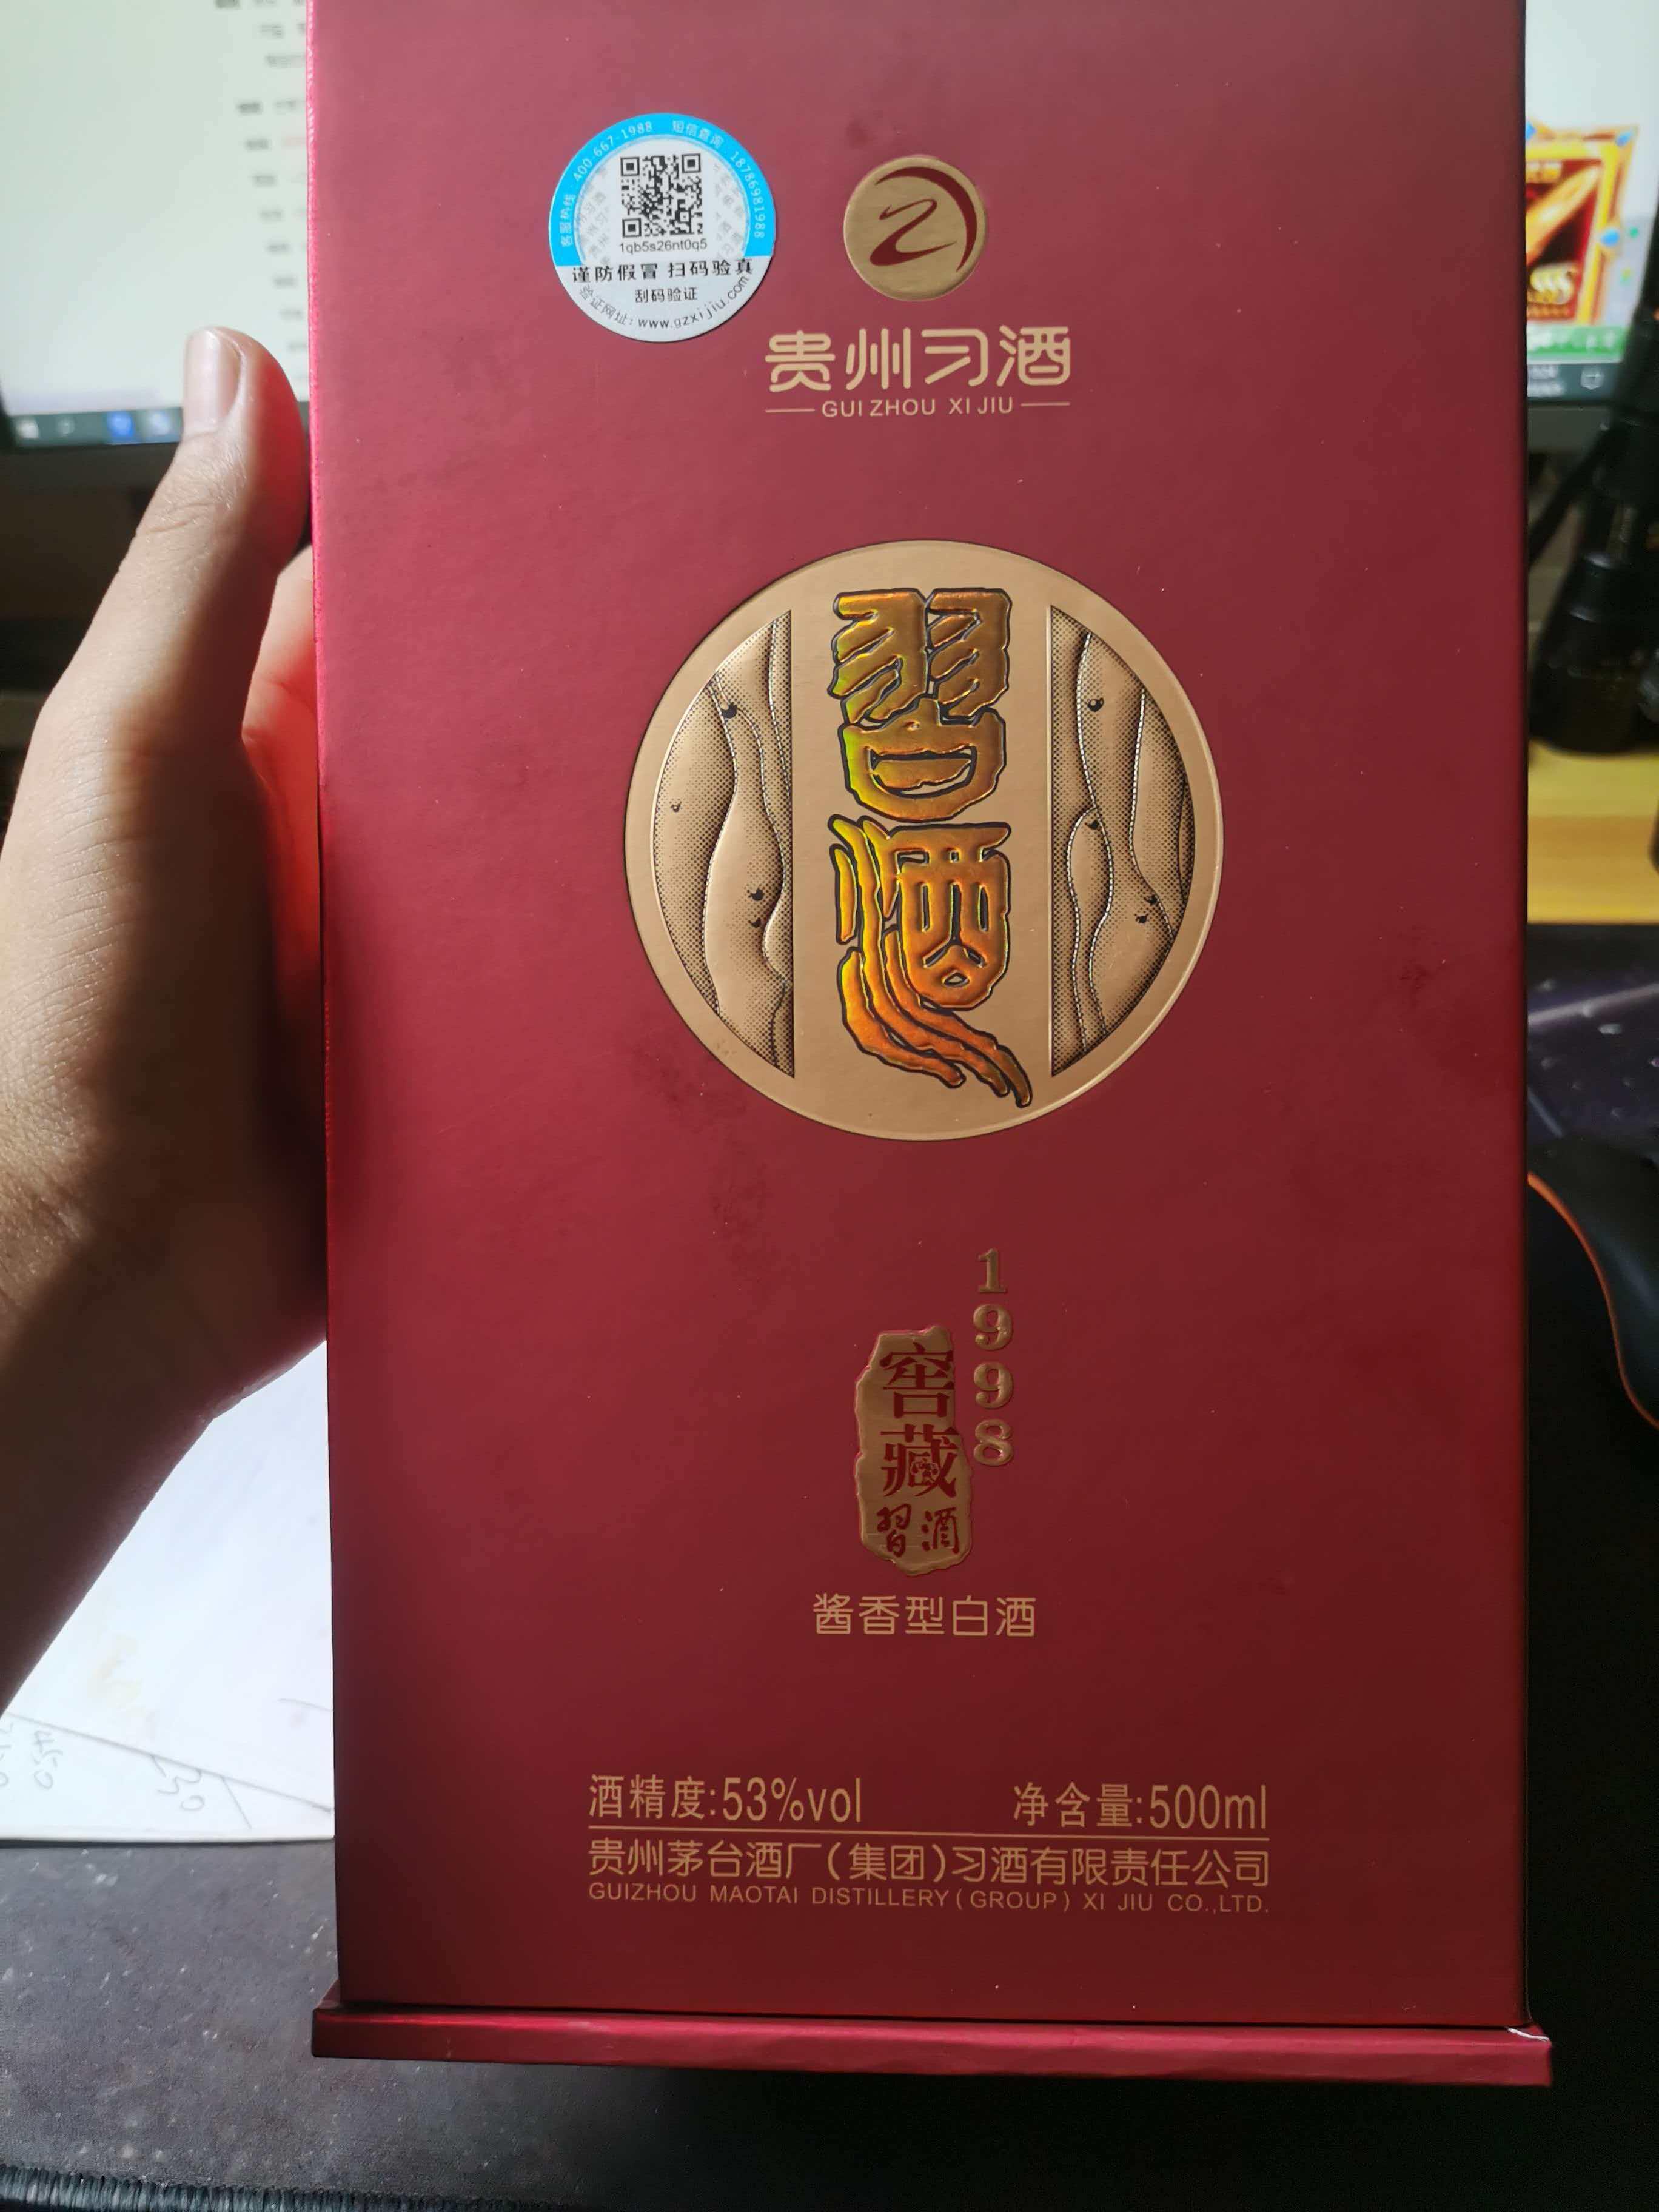 客服热线：400-667-1988 短信查询：18786981988
1qb5s26nt0q5
谨防假冒 扫码验真
刮码验证
验证网址：www.gzxijiu.com
贵州习酒
GUIZHOU XIJIU
習酒
1998
窖藏
習酒
酱香型白酒
酒精度:53%vol 净含量:500ml
贵州茅台酒厂(集团)习酒有限责任公司
GUIZHOU MAOTAI DISTILLERY(GROUP) XI JIU CO.,LTD.